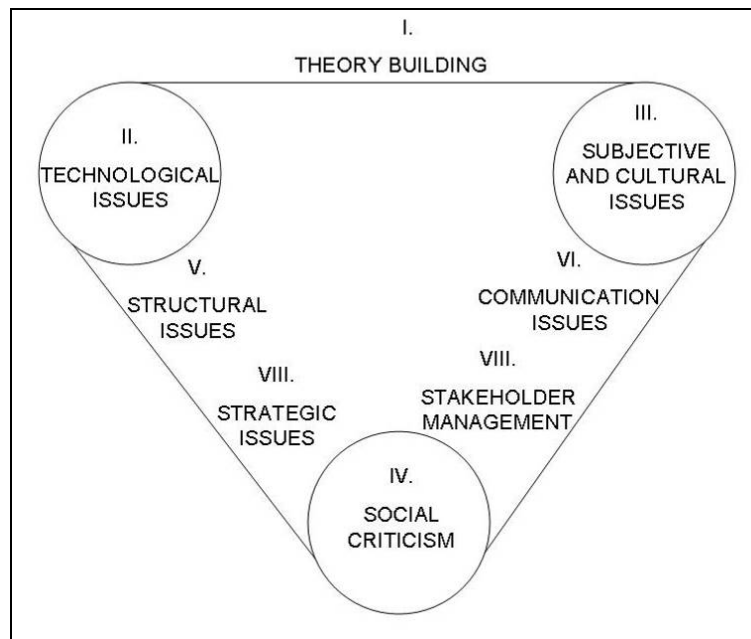 I.
THEORY BUILDING
II.
TECHNOLOGICAL
ISSUES
III.
SUBJECTIVE
AND CULTURAL
ISSUES
V.
STRUCTURAL
ISSUES
VI.
COMMUNICATION
ISSUES
VIII.
STRATEGIC
ISSUES
VIII.
STAKEHOLDER
MANAGEMENT
IV.
SOCIAL
CRITICISM